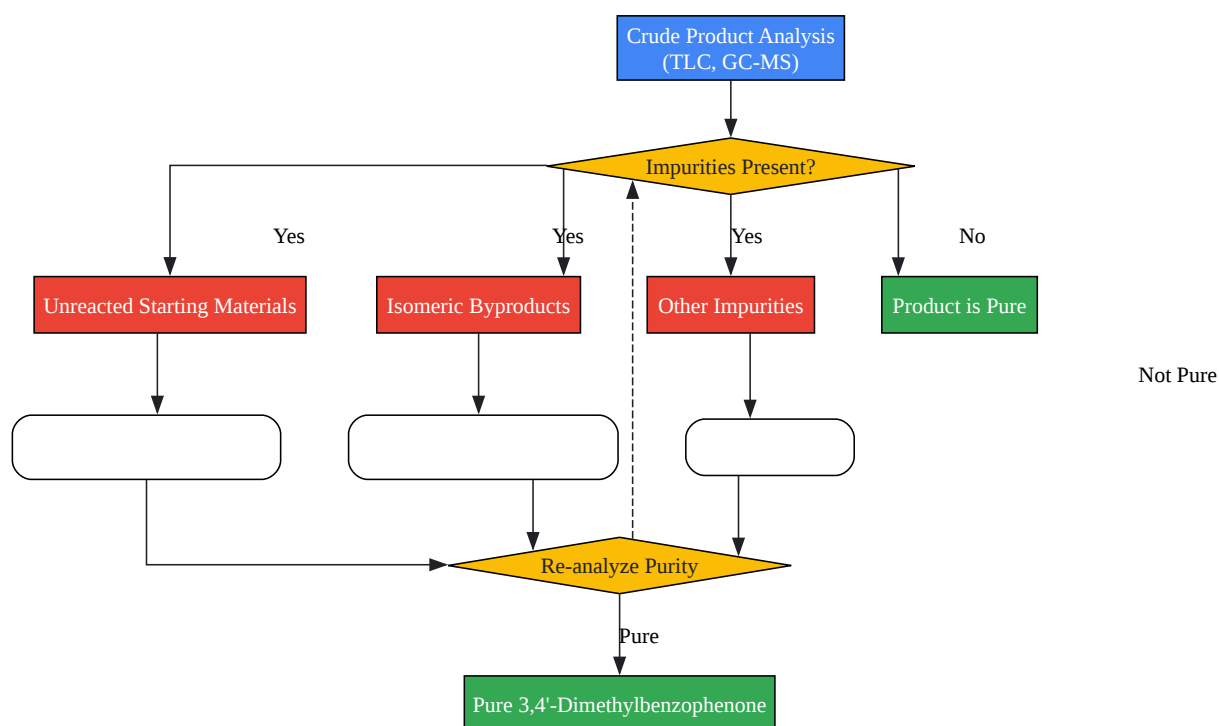 Crude Product Analysis
(TLC, GC-MS)
Impurities Present?
Yes
Yes
Yes
No
Unreacted Starting Materials
Isomeric Byproducts
Other Impurities
Product is Pure
Not Pure
Re-analyze Purity
Pure
Pure 3,4'-Dimethylbenzophenone